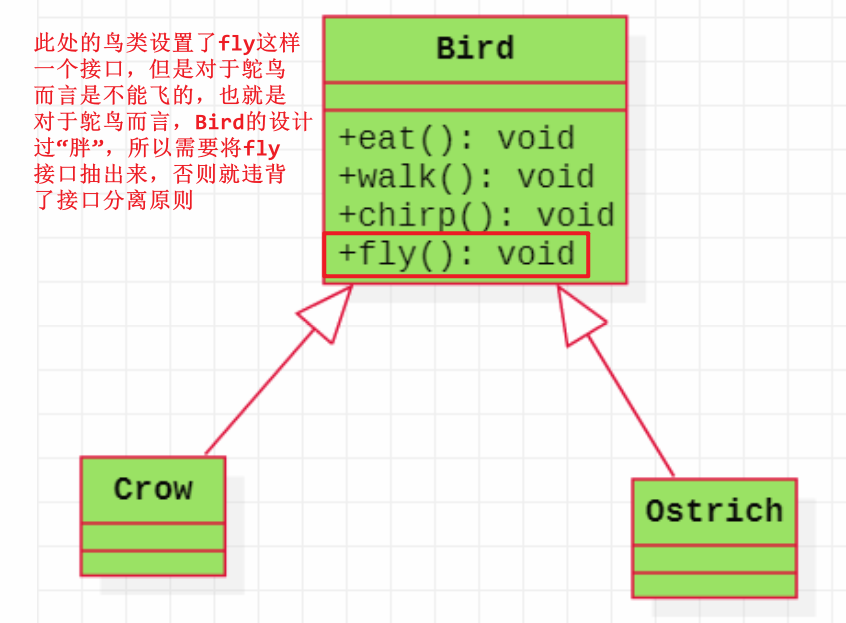 此处的鸟类设置了fly这样
一个接口，但是对于鸵鸟
而言是不能飞的，也就是
对于鸵鸟而言，Bird的设计
过“胖”，所以需要将fly
接口抽出来，否则就违背
了接口分离原则
Bird
+eat(): void
+walk(): void
+chirp(): void
+fly(): void
Crow
Ostrich